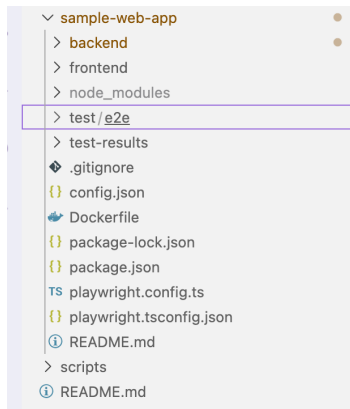 sample-web-app
backend
frontend
node_modules
test/e2e
test-results
.gitignore
{} config.json
Dockerfile
{} package-lock.json
{} package.json
TS playwright.config.ts
{} playwright.tsconfig.json
README.md
scripts
README.md